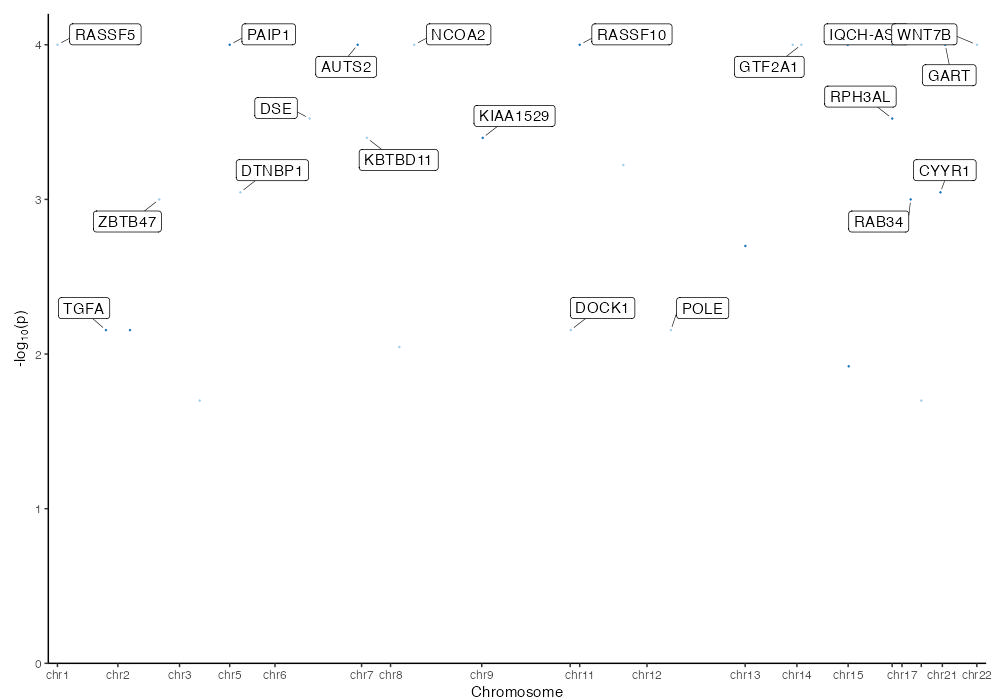 RASSF5
PAIP1
NCOA2
RASSF10
IQCH-AS
WNT7B
AUTS2
GTF2A1
GART
DSE
KIAA1529
RPH3AL
KBTBD11
DTNBP1
CYYR1
ZBTB47
RAB34
TGFA
DOCK1
POLE
4
3
2
1
0
-log10(p)
chr1 chr2 chr3 chr5 chr6 chr7 chr8 chr9 chr11 chr12 chr13 chr14 chr15 chr17 chr21 chr22
Chromosome